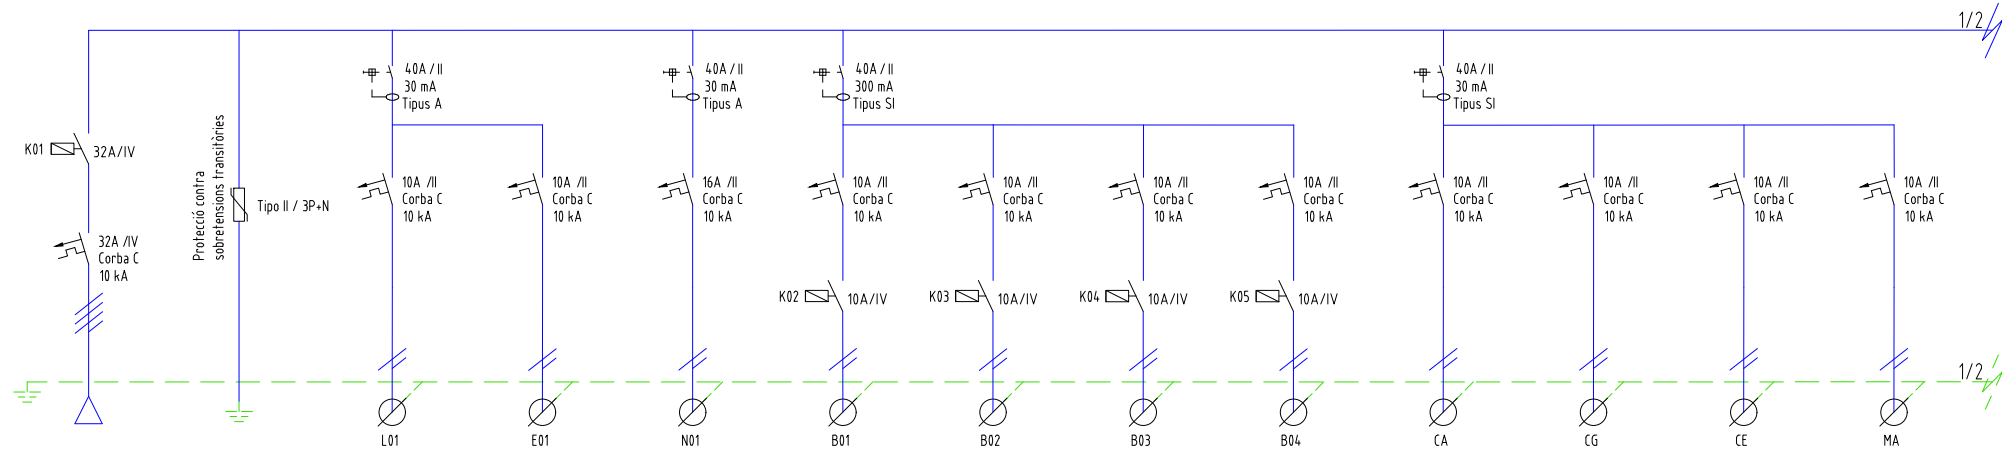 1/2
40A / II
30 mA
Tipus A
40A / II
30 mA
Tipus A
40A / II
300 mA
Tipus SI
40A / II
30 mA
Tipus SI
K01
32A/IV
Protecció contra
sobretensions transitòries
Tipo II / 3P+N
10A /II
Corba C
10 kA
10A /II
Corba C
10 kA
16A /II
Corba C
10 kA
10A /II
Corba C
10 kA
10A /II
Corba C
10 kA
10A /II
Corba C
10 kA
10A /II
Corba C
10 kA
10A /II
Corba C
10 kA
10A /II
Corba C
10 kA
10A /II
Corba C
10 kA
10A /II
Corba C
10 kA
32A /IV
Corba C
10 kA
K02
10A/IV
K03
10A/IV
K04
10A/IV
K05
10A/IV
1/2
L01
E01
N01
B01
B02
B03
B04
CA
CG
CE
MA